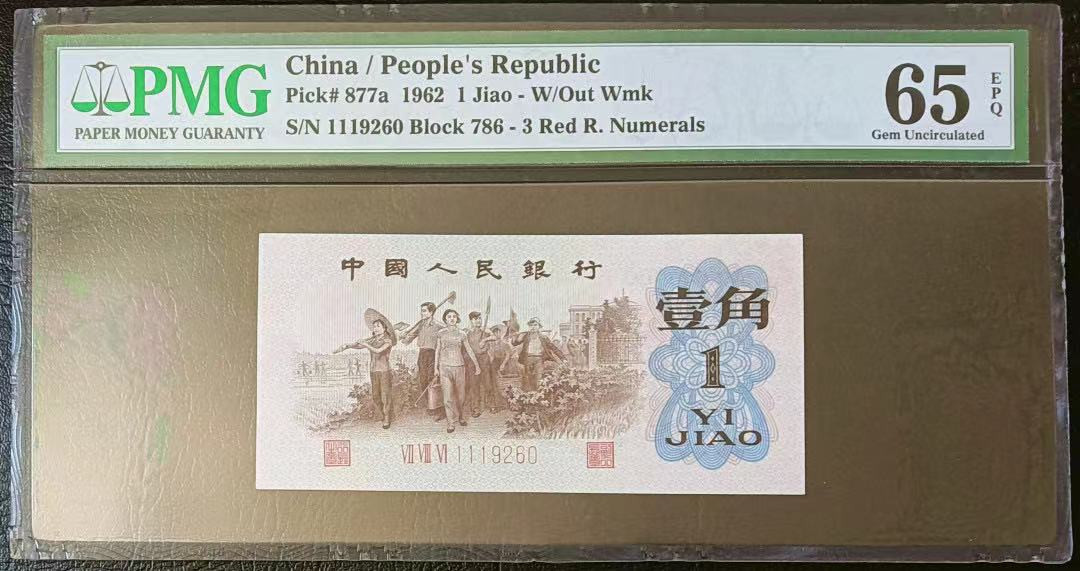 PMG
PAPER MONEY GUARANTY
China / People's Republic
Pick# 877a 1962 1 Jiao - W/Out Wmk
S/N 1119260 Block 786 - 3 Red R. Numerals
65
EPQ
Gem Uncirculated
中國人民銀行
壹角
1
YI
JIAO
VII VIII VI 1119260